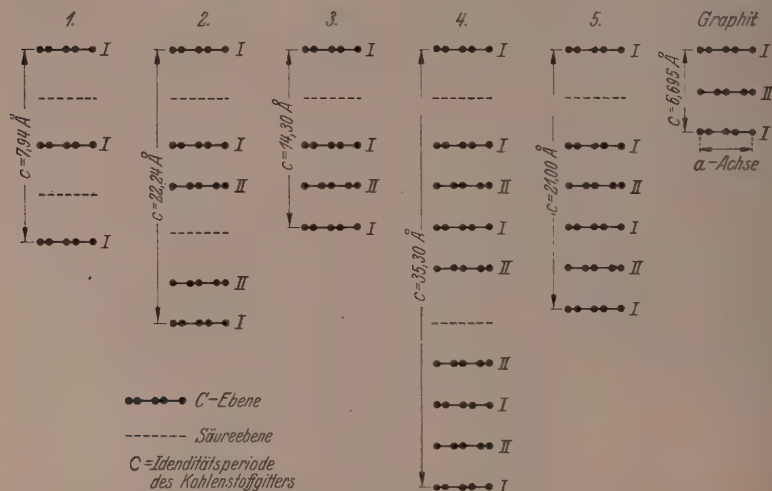 1.
I
I
I
c=7,94 Å
2.
I
I
II
II
I
c=22,24 Å
3.
I
I
II
I
c=14,30 Å
4.
I
I
II
I
II
II
I
II
I
c=35,30 Å
5.
I
I
II
I
II
I
c=21,00 Å
Graphit
I
II
I
c=6,695 Å
a-Achse
C-Ebene
Säureebene
C=Idenditätsperiode
des Kohlenstoffgitters